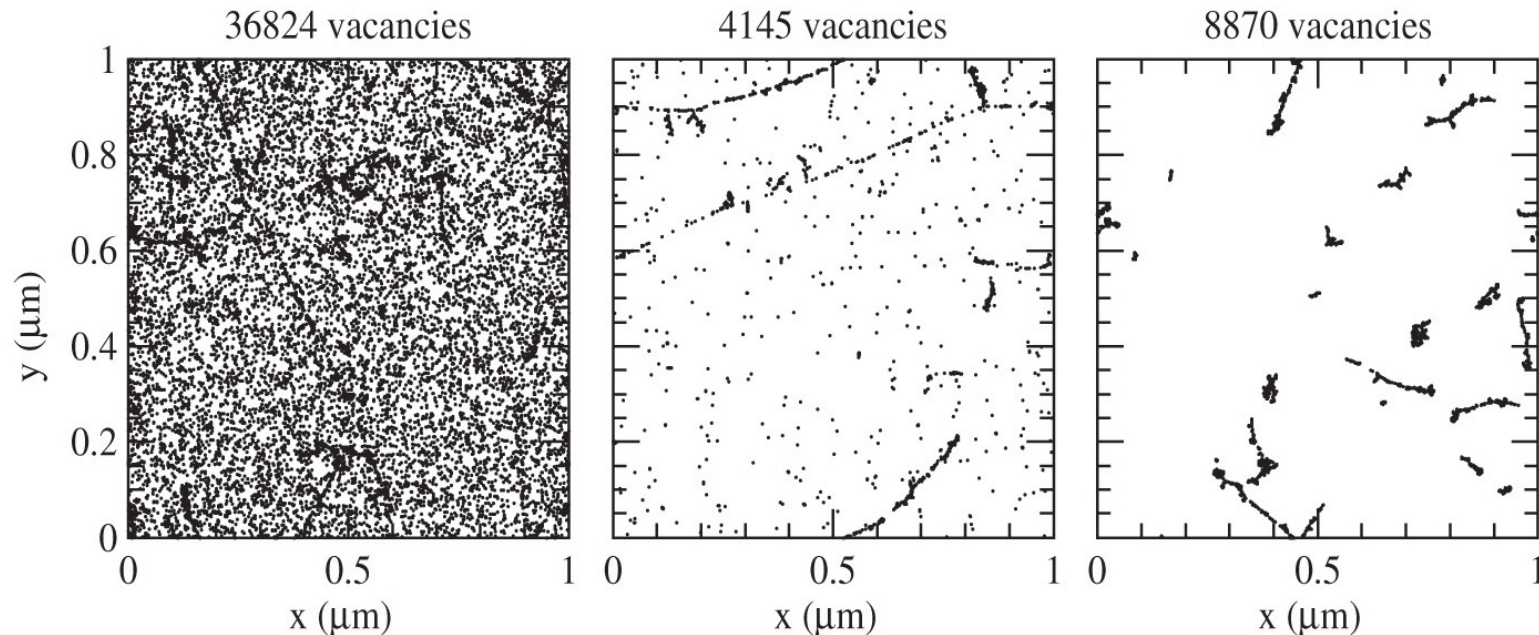 36824 vacancies
4145 vacancies
8870 vacancies
1
0.8
0.6
0.4
0.2
0
y (μm)
0 0.5 1
0 0.5 1
0 0.5 1
x (μm)
x (μm)
x (μm)